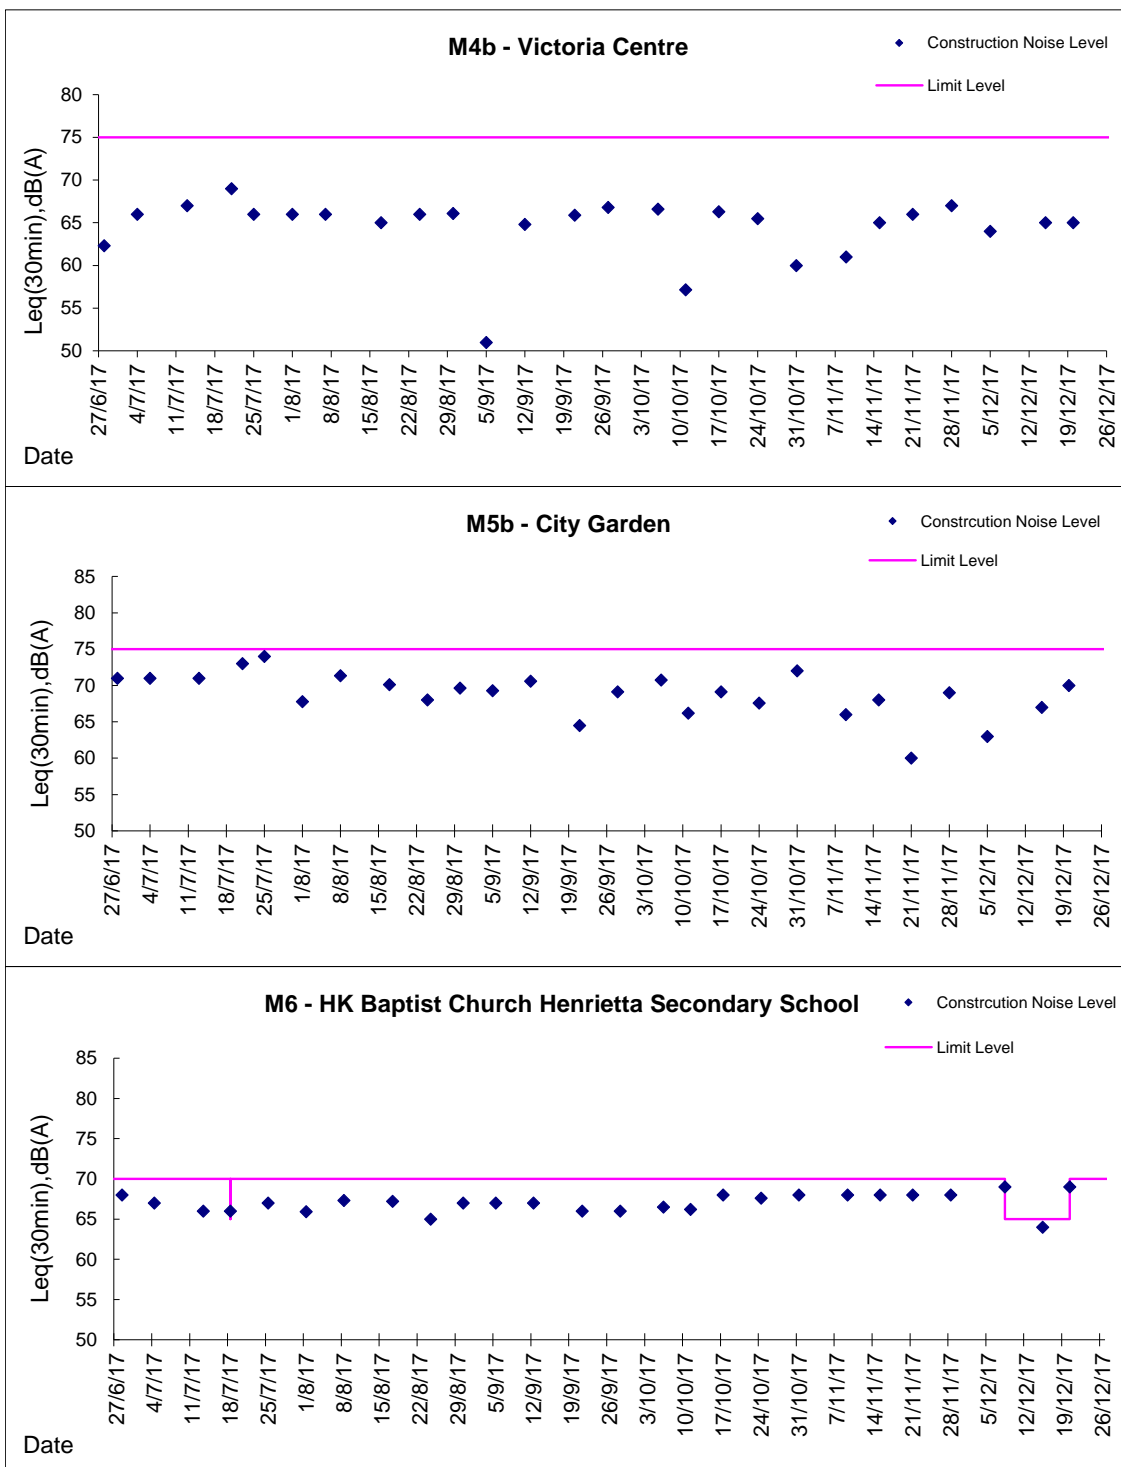 M4b - Victoria Centre
Construction Noise Level
Limit Level
Leq(30min),dB(A)
80
75
70
65
60
55
50
27/6/17 4/7/17 11/7/17 18/7/17 25/7/17 1/8/17 8/8/17 15/8/17 22/8/17 29/8/17 5/9/17 12/9/17 19/9/17 26/9/17 3/10/17 10/10/17 17/10/17 24/10/17 31/10/17 7/11/17 14/11/17 21/11/17 28/11/17 5/12/17 12/12/17 19/12/17 26/12/17
Date
M5b - City Garden
Constrcution Noise Level
Limit Level
Leq(30min),dB(A)
85
80
75
70
65
60
55
50
27/6/17 4/7/17 11/7/17 18/7/17 25/7/17 1/8/17 8/8/17 15/8/17 22/8/17 29/8/17 5/9/17 12/9/17 19/9/17 26/9/17 3/10/17 10/10/17 17/10/17 24/10/17 31/10/17 7/11/17 14/11/17 21/11/17 28/11/17 5/12/17 12/12/17 19/12/17 26/12/17
Date
M6 - HK Baptist Church Henrietta Secondary School
Constrcution Noise Level
Limit Level
Leq(30min),dB(A)
85
80
75
70
65
60
55
50
27/6/17 4/7/17 11/7/17 18/7/17 25/7/17 1/8/17 8/8/17 15/8/17 22/8/17 29/8/17 5/9/17 12/9/17 19/9/17 26/9/17 3/10/17 10/10/17 17/10/17 24/10/17 31/10/17 7/11/17 14/11/17 21/11/17 28/11/17 5/12/17 12/12/17 19/12/17 26/12/17
Date